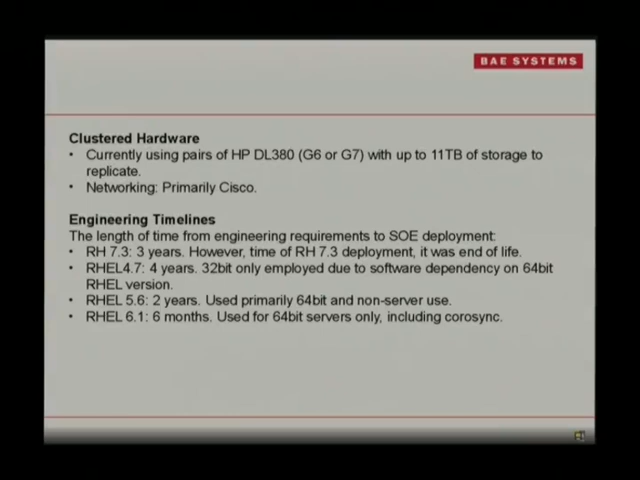 BAE SYSTEMS
Clustered Hardware
• Currently using pairs of HP DL380 (G6 or G7) with up to 11TB of storage to
replicate.
• Networking: Primarily Cisco.
Engineering Timelines
The length of time from engineering requirements to SOE deployment:
• RH 7.3: 3 years. However, time of RH 7.3 deployment, it was end of life.
• RHEL4.7: 4 years. 32bit only employed due to software dependency on 64bit
RHEL version.
• RHEL 5.6: 2 years. Used primarily 64bit and non-server use.
• RHEL 6.1: 6 months. Used for 64bit servers only, including corosync.